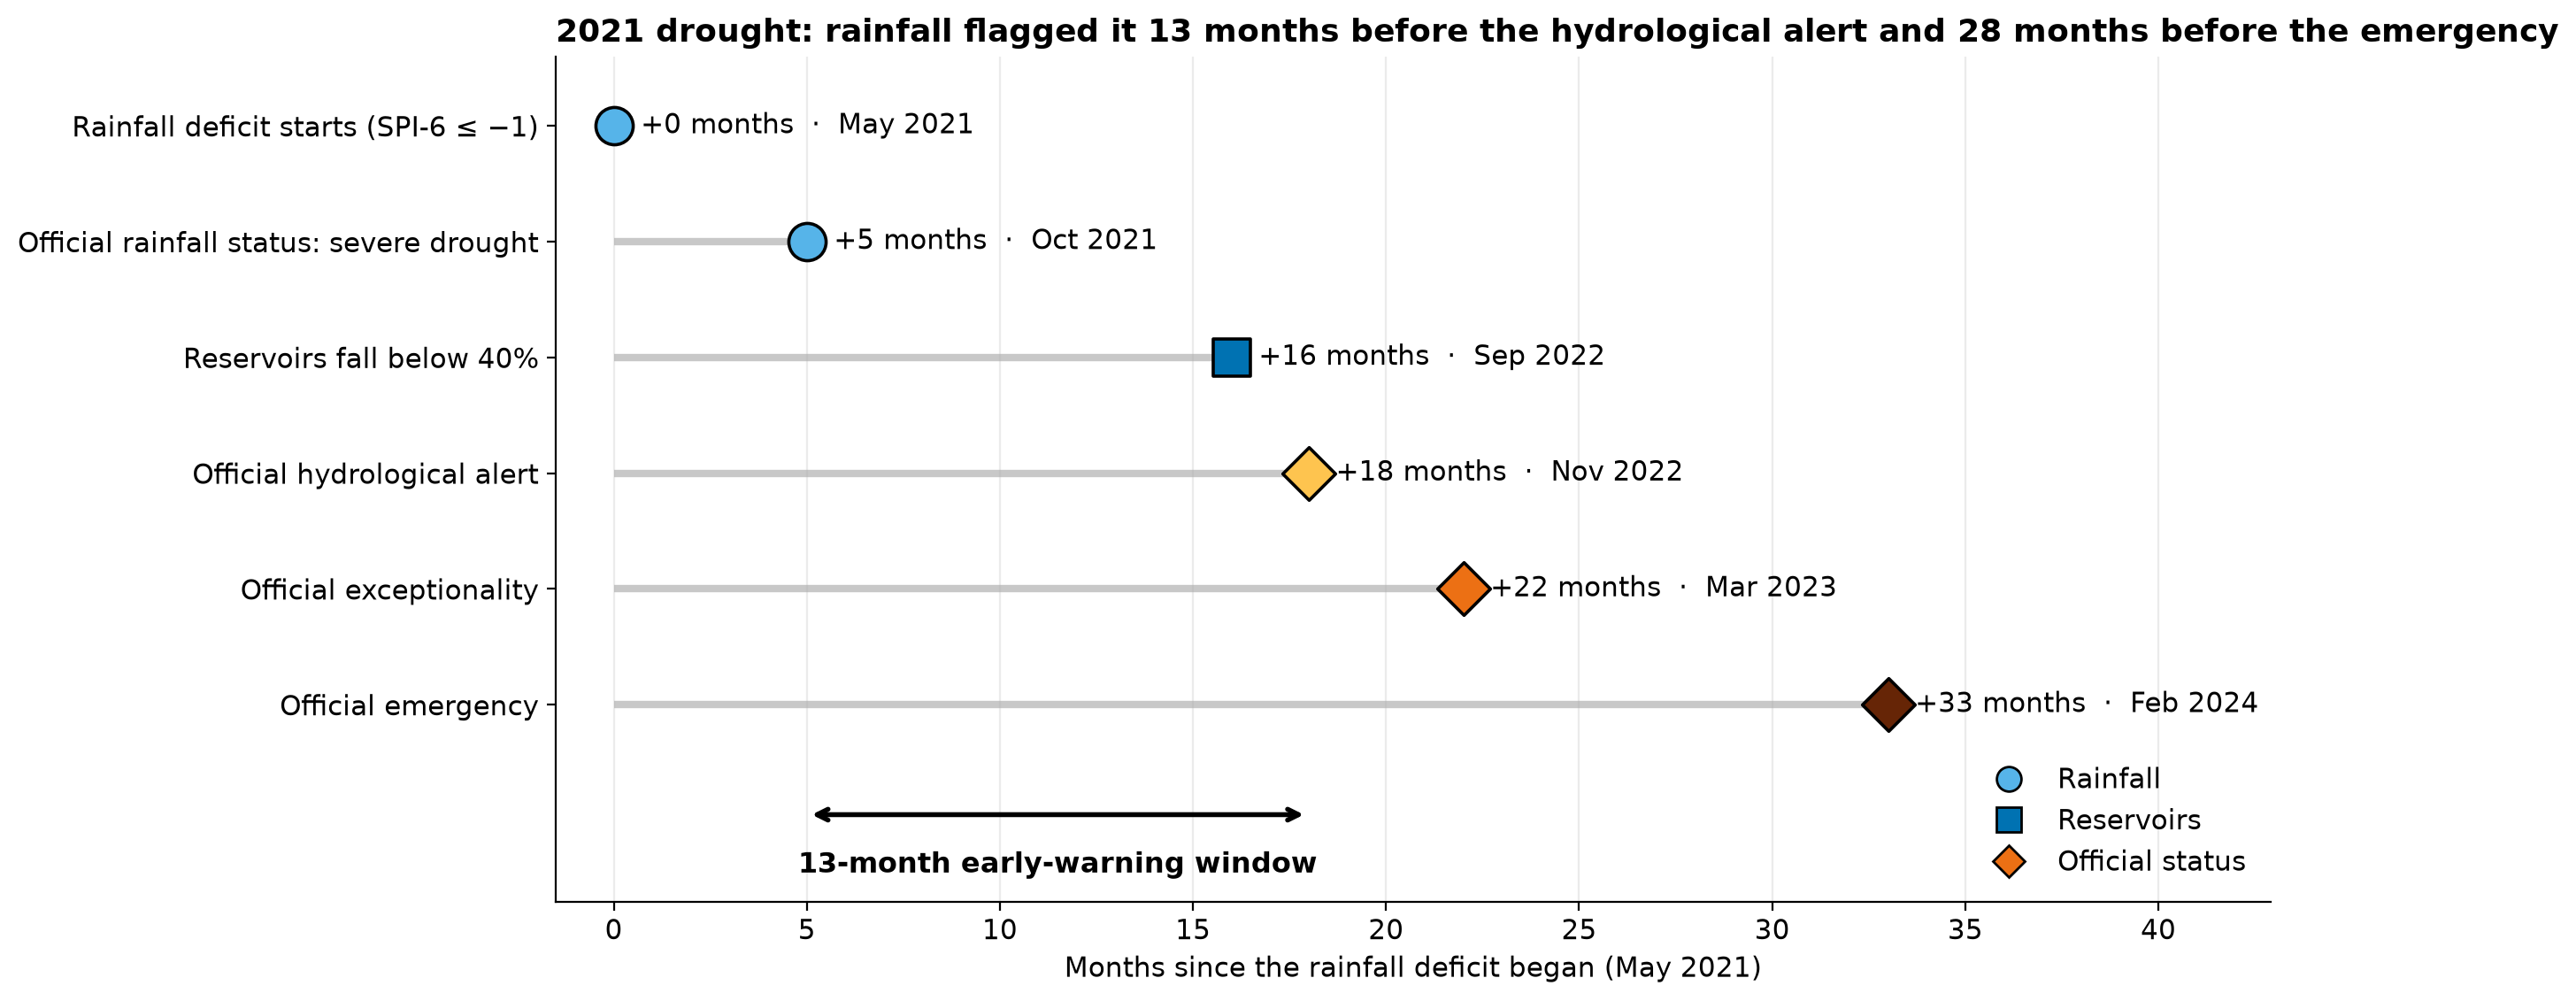 2021 drought: rainfall flagged it 13 months before the hydrological alert and 28 months before the emergency
Rainfall deficit starts (SPI-6 ≤ −1)
+0 months · May 2021
Official rainfall status: severe drought
+5 months · Oct 2021
Reservoirs fall below 40%
+16 months · Sep 2022
Official hydrological alert
+18 months · Nov 2022
Official exceptionality
+22 months · Mar 2023
Official emergency
+33 months · Feb 2024
13-month early-warning window
Rainfall
Reservoirs
Official status
0 5 10 15 20 25 30 35 40
Months since the rainfall deficit began (May 2021)